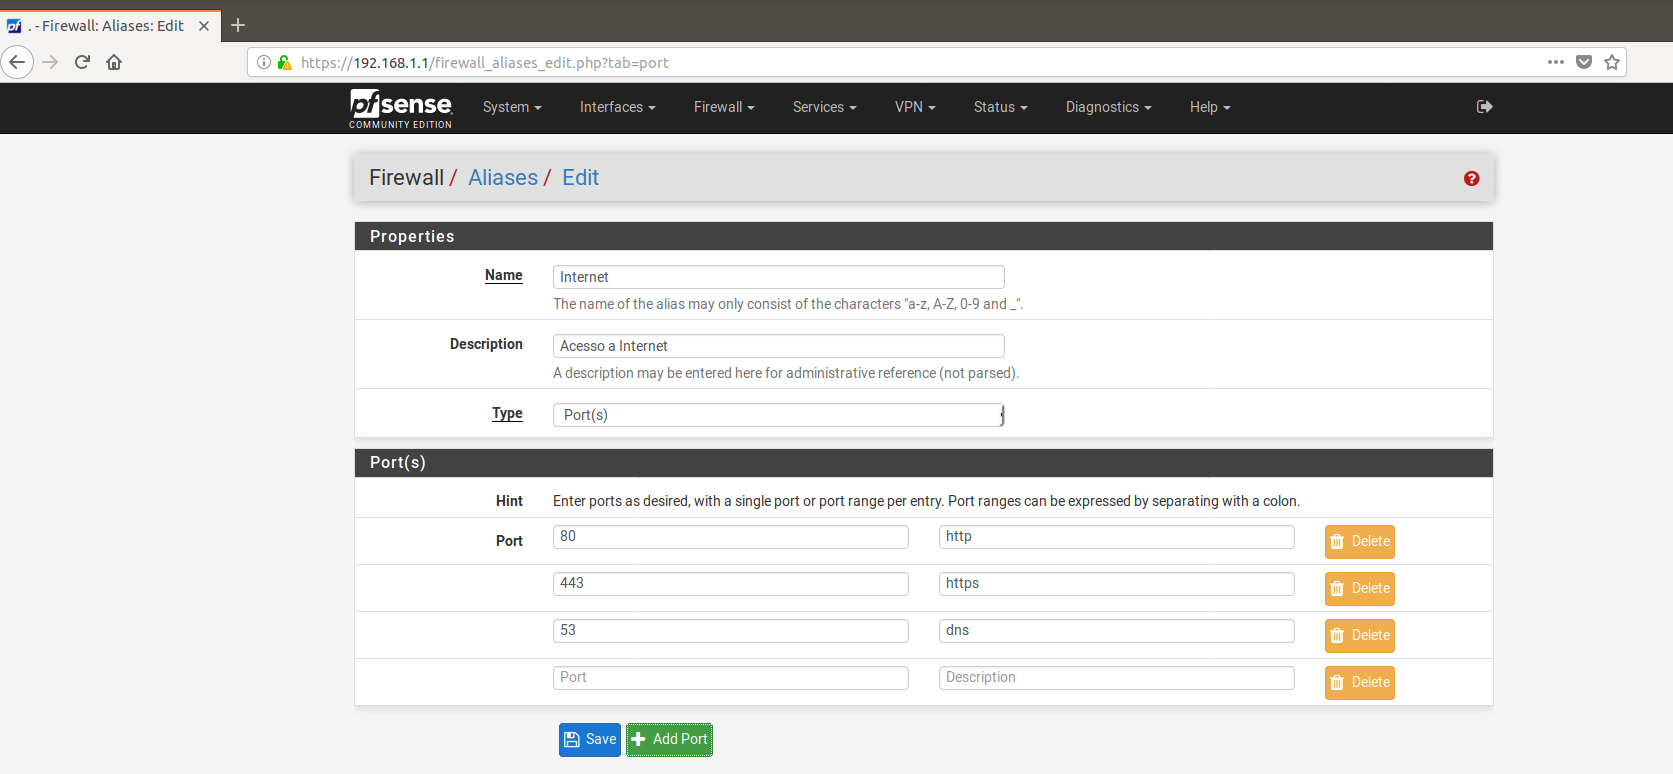 . - Firewall: Aliases: Edit
https://192.168.1.1/firewall_aliases_edit.php?tab=port
pfsense COMMUNITY EDITION System Interfaces Firewall Services VPN Status Diagnostics Help
Firewall / Aliases / Edit
Properties
Name Internet
The name of the alias may only consist of the characters "a-z, A-Z, 0-9 and _".
Description Acesso a Internet
A description may be entered here for administrative reference (not parsed).
Type Port(s)
Port(s)
Hint Enter ports as desired, with a single port or port range per entry. Port ranges can be expressed by separating with a colon.
Port 80 http Delete
443 https Delete
53 dns Delete
Port Description Delete
Save Add Port